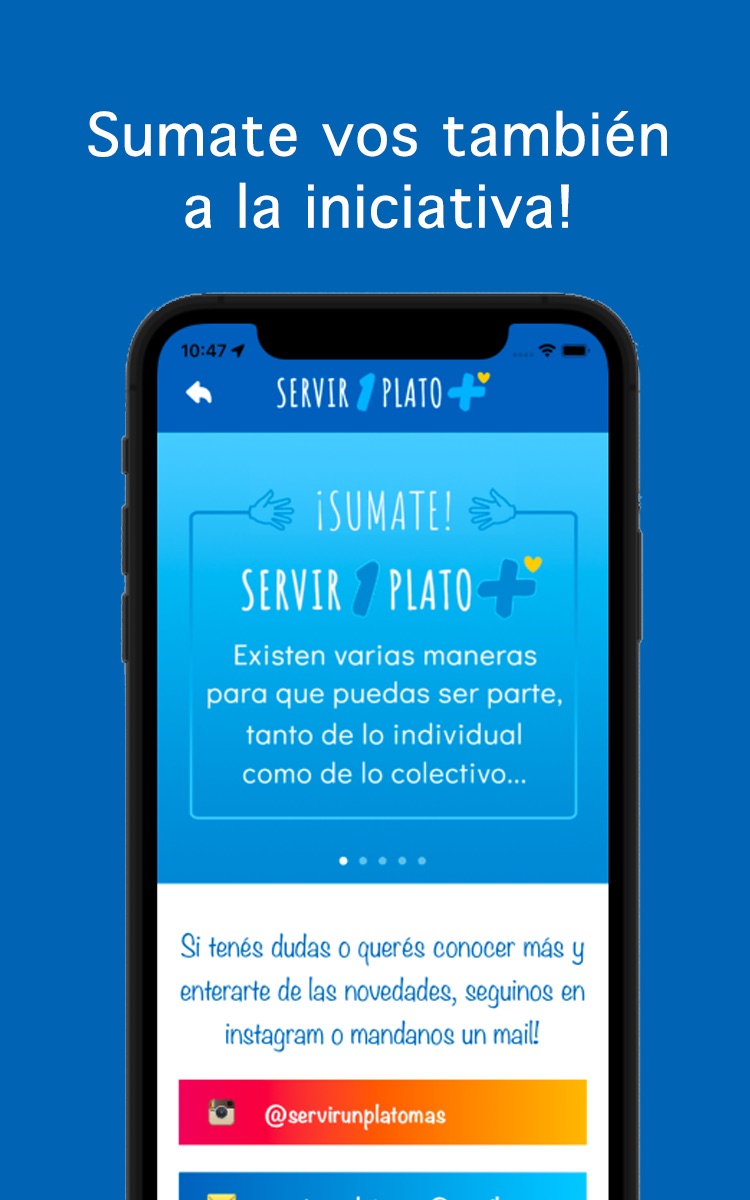 Sumate vos también
a la iniciativa!
10:47
SERVIR 1 PLATO +
¡SUMATE!
SERVIR 1 PLATO +
Existen varias maneras
para que puedas ser parte,
tanto de lo individual
como de lo colectivo...
Si tenés dudas o querés conocer más y
enterarte de las novedades, seguinos en
instagram o mandanos un mail!
@servirunplatomas